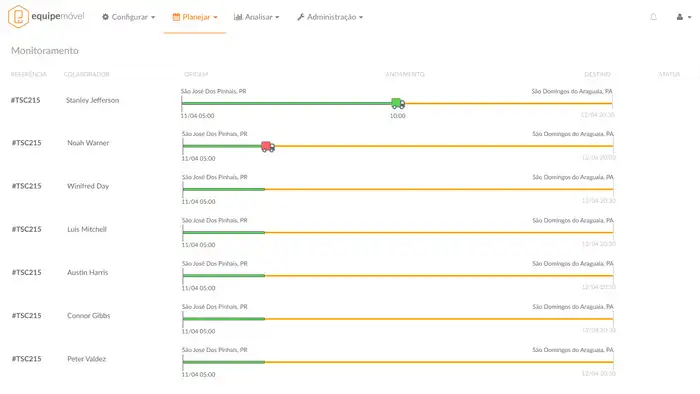 equipemóvel Configurar Planejar Analisar Administração
Monitoramento
REFERÊNCIA COLABORADOR ORIGEM ANDAMENTO DESTINO STATUS
São José Dos Pinhais, PR São Domingos do Araguaia, PA
#TSC215 Stanley Jefferson
11/04 05:00 10:00 12/04 20:30
São José Dos Pinhais, PR São Domingos do Araguaia, PA
#TSC215 Noah Warner
11/04 05:00 12/04 20:30
São José Dos Pinhais, PR São Domingos do Araguaia, PA
#TSC215 Winifred Day
11/04 05:00 12/04 20:30
São José Dos Pinhais, PR São Domingos do Araguaia, PA
#TSC215 Luis Mitchell
11/04 05:00 12/04 20:30
São José Dos Pinhais, PR São Domingos do Araguaia, PA
#TSC215 Austin Harris
11/04 05:00 12/04 20:30
São José Dos Pinhais, PR São Domingos do Araguaia, PA
#TSC215 Connor Gibbs
11/04 05:00 12/04 20:30
São José Dos Pinhais, PR São Domingos do Araguaia, PA
#TSC215 Peter Valdez
11/04 05:00 12/04 20:30